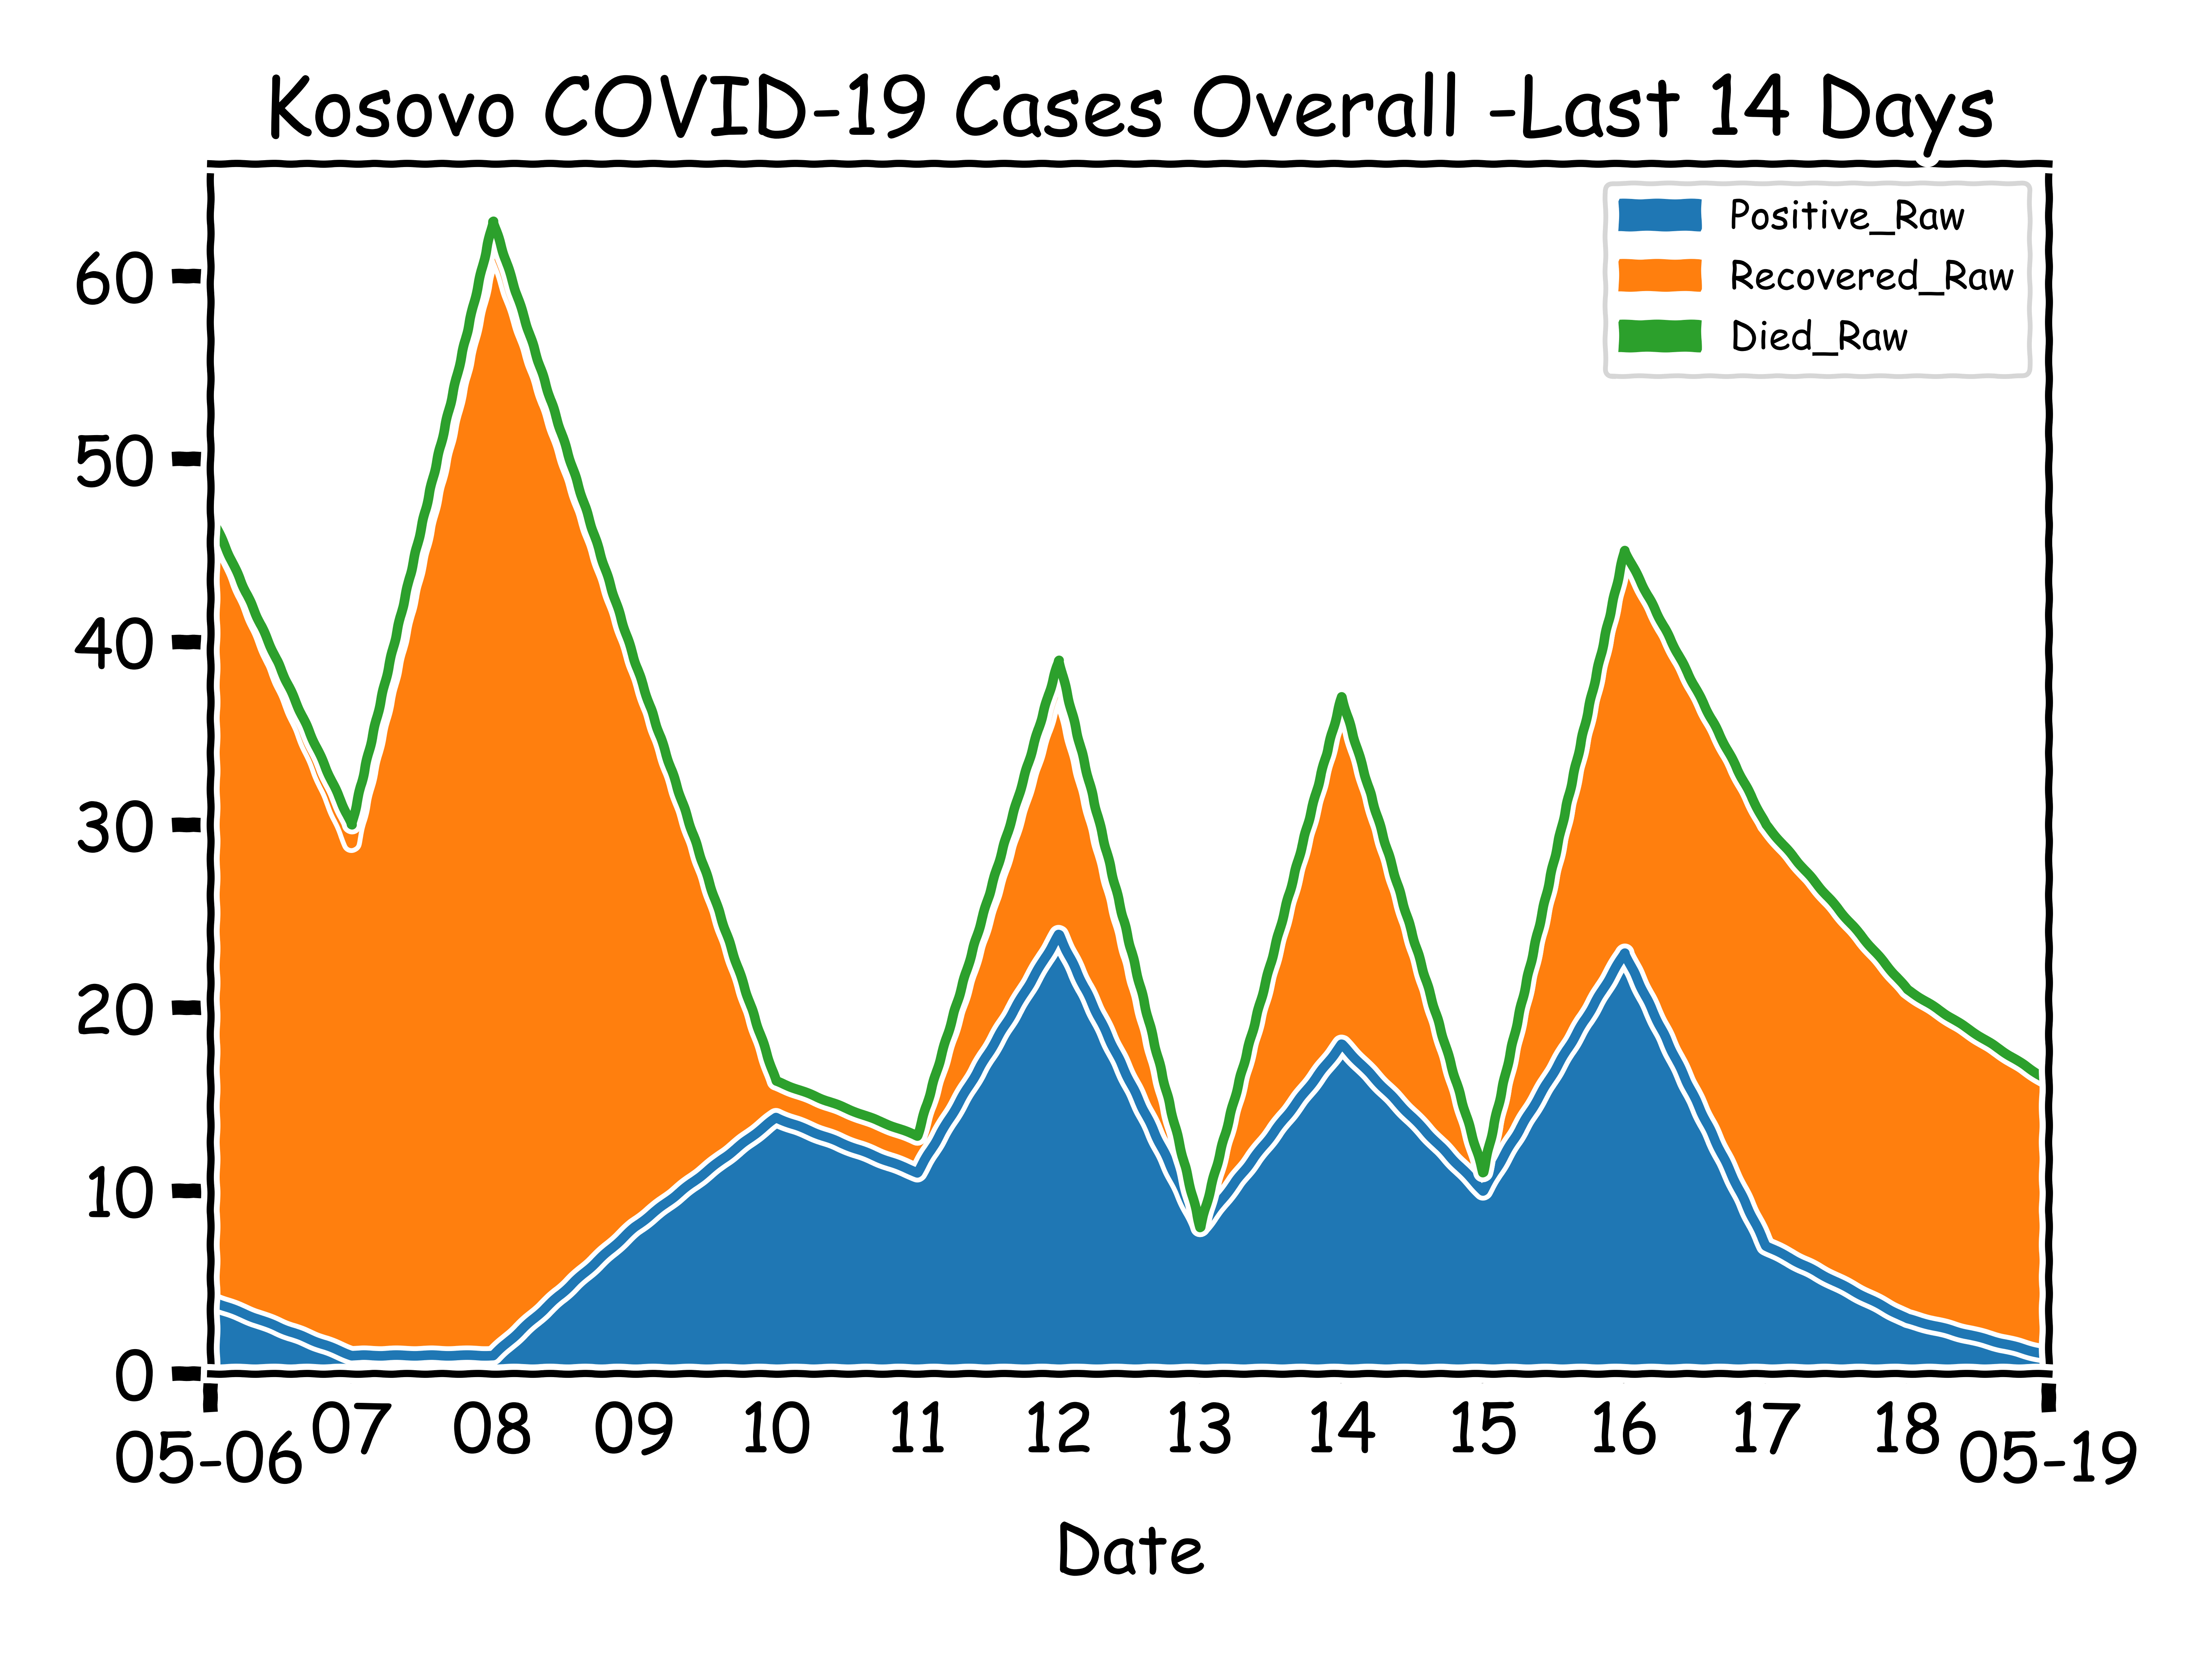 Kosovo COVID-19 Cases Overall -Last 14 Days
Positive_Raw
Recovered_Raw
Died_Raw
60
50
40
30
20
10
0
05-06 07 08 09 10 11 12 13 14 15 16 17 18 05-19
Date